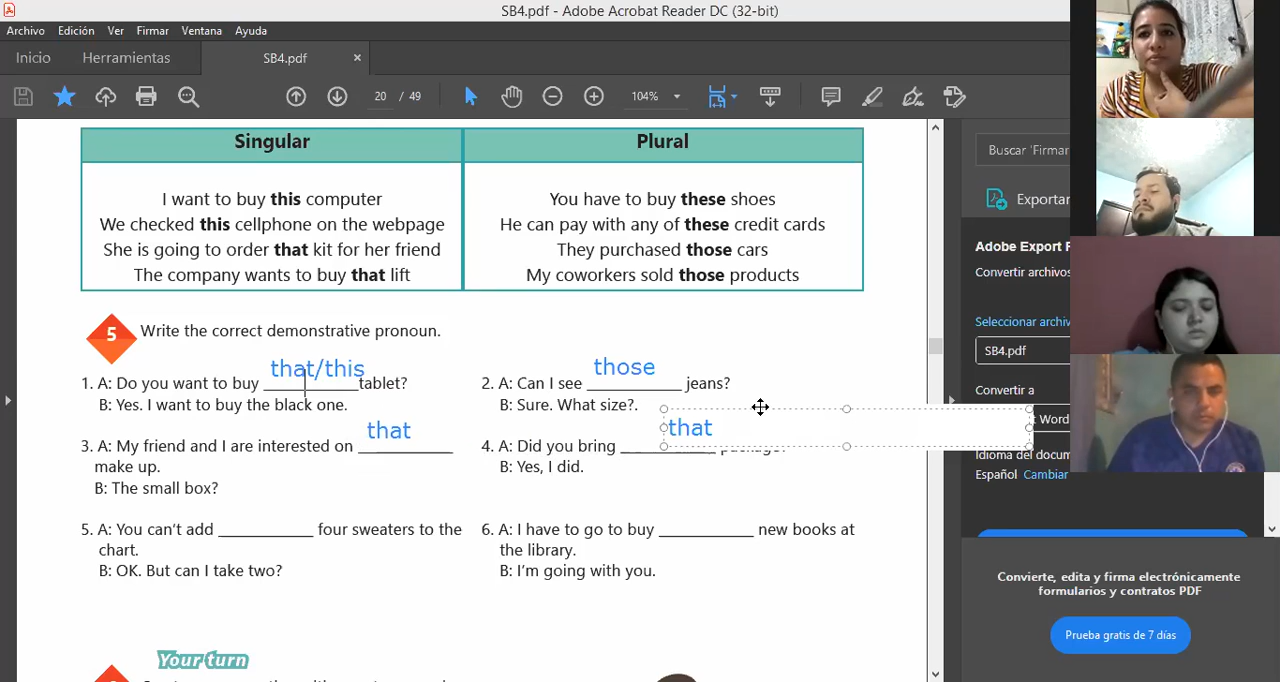 SB4.pdf - Adobe Acrobat Reader DC (32-bit)
Archivo Edición Ver Firmar Ventana Ayuda
Inicio Herramientas SB4.pdf ×
20 / 49 104%
Singular Plural
I want to buy this computer
We checked this cellphone on the webpage
She is going to order that kit for her friend
The company wants to buy that lift
You have to buy these shoes
He can pay with any of these credit cards
They purchased those cars
My coworkers sold those products
5 Write the correct demonstrative pronoun.
that/this
1. A: Do you want to buy ____________tablet?
B: Yes. I want to buy the black one.
those
2. A: Can I see ____________ jeans?
B: Sure. What size?.
that
3. A: My friend and I are interested on ____________
make up.
B: The small box?
that
4. A: Did you bring ____________
B: Yes, I did.
5. A: You can't add ____________ four sweaters to the
chart.
B: OK. But can I take two?
6. A: I have to go to buy ____________ new books at
the library.
B: I'm going with you.
Your turn
Buscar 'Firmar
Exportar
Adobe Export
Convertir archivos
Seleccionar archiv
SB4.pdf
Convertir a
Word
Idioma del docum
Español Cambiar
Convierte, edita y firma electrónicamente
formularios y contratos PDF
Prueba gratis de 7 días